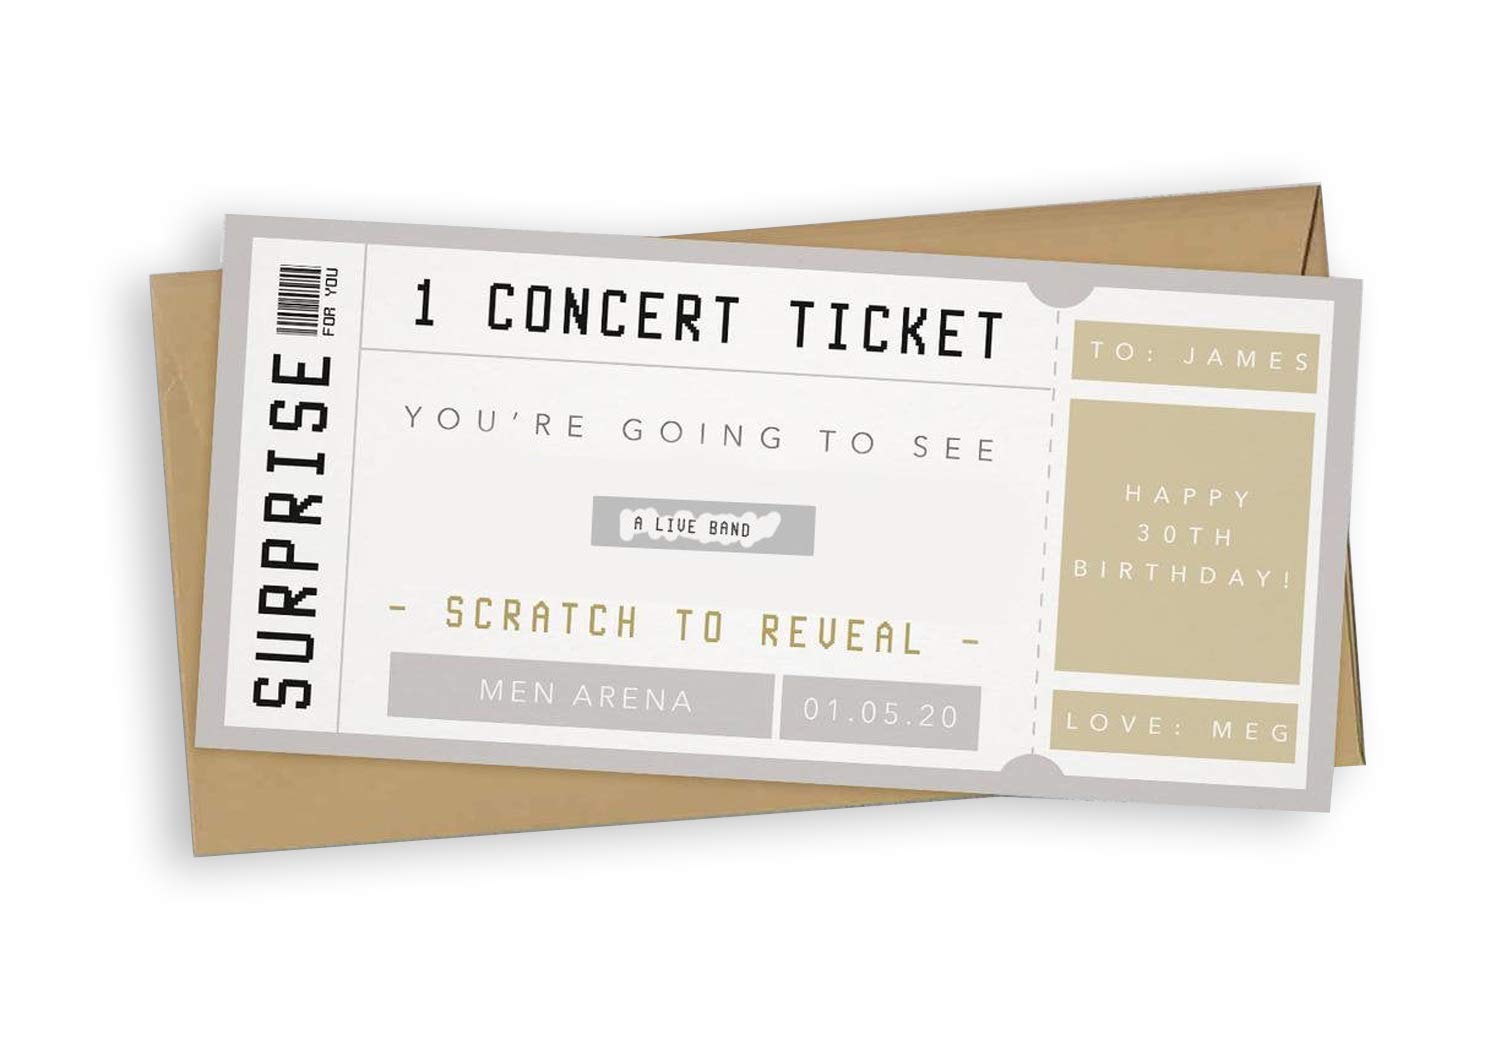 FOR YOU
SURPRISE
1 CONCERT TICKET
YOU'RE GOING TO SEE
A LIVE BAND
- SCRATCH TO REVEAL -
MEN ARENA
01.05.20
TO: JAMES
HAPPY
30TH
BIRTHDAY!
LOVE: MEG